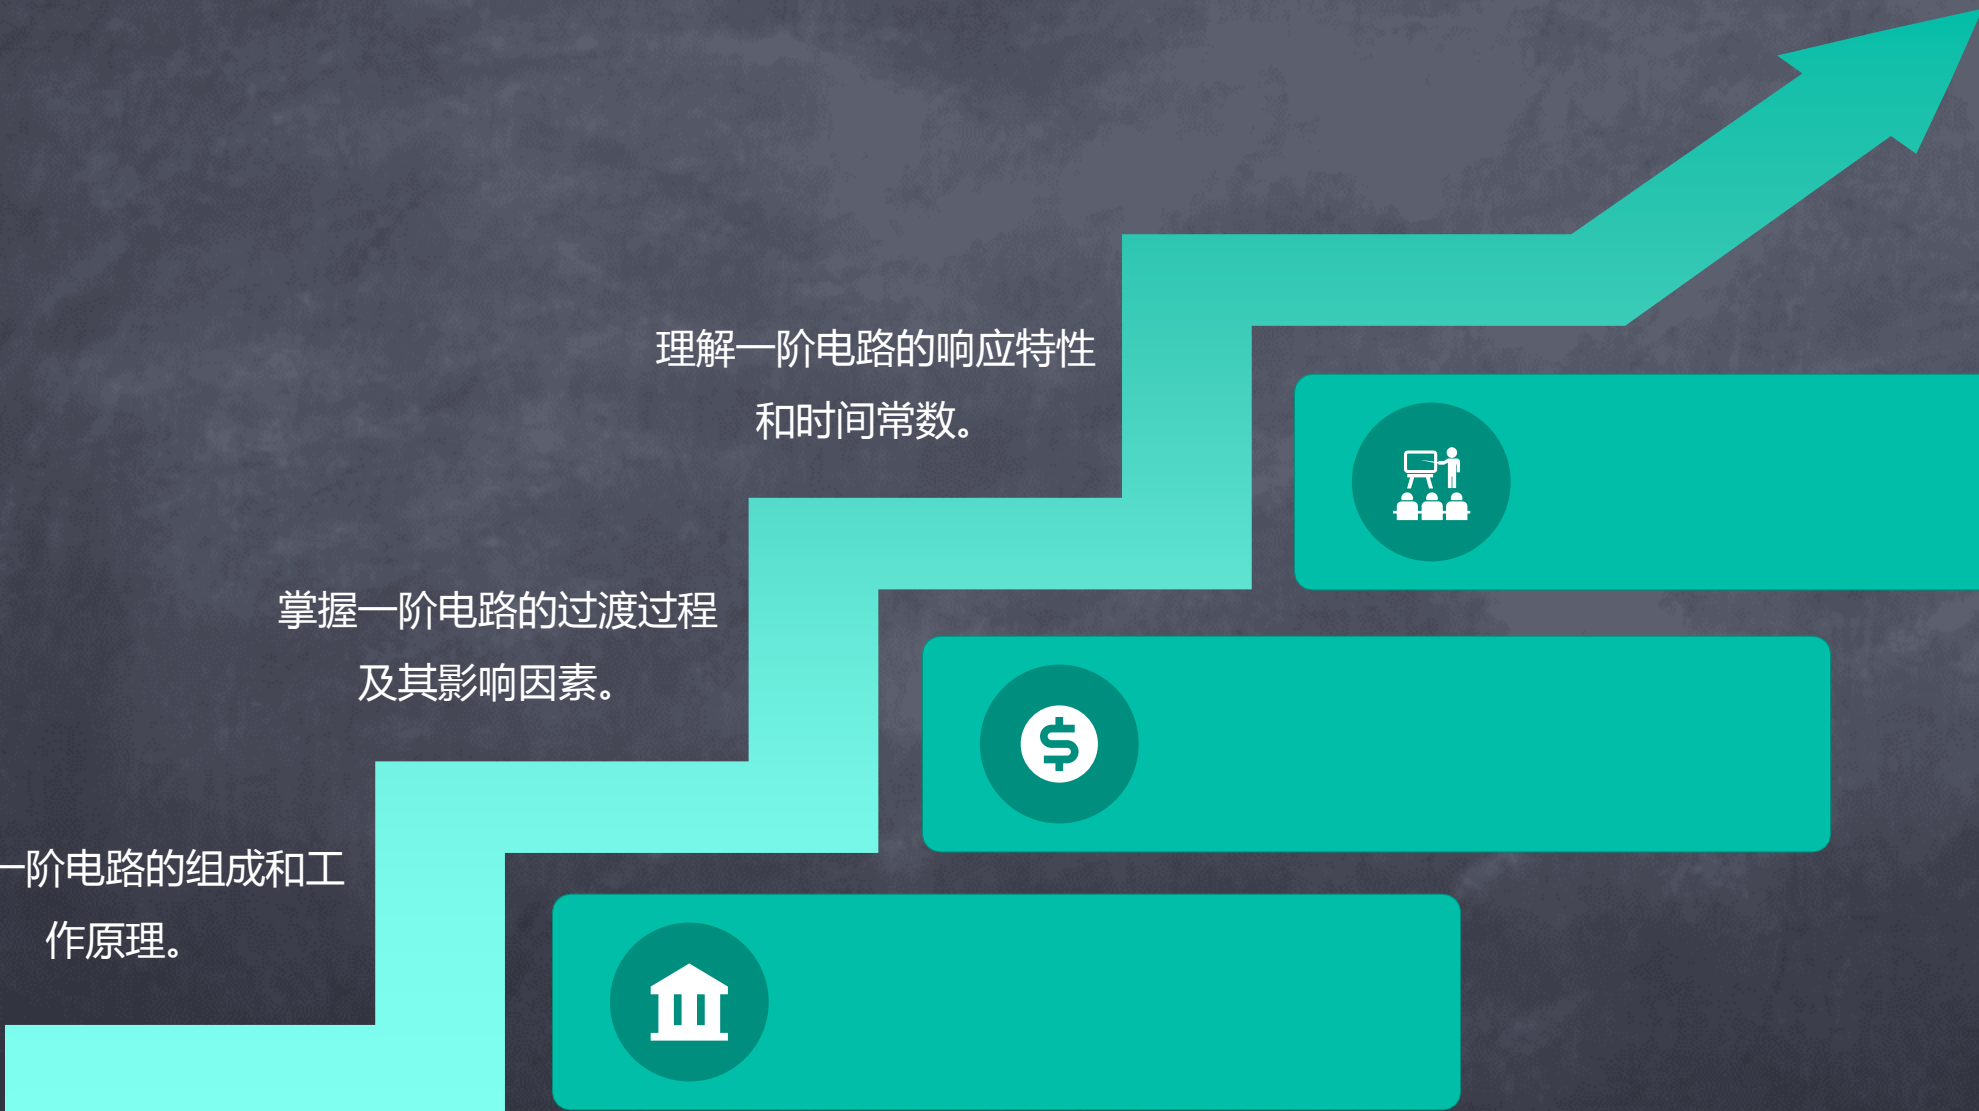 理解一阶电路的响应特性
和时间常数。
掌握一阶电路的过渡过程
及其影响因素。
一阶电路的组成和工
作原理。